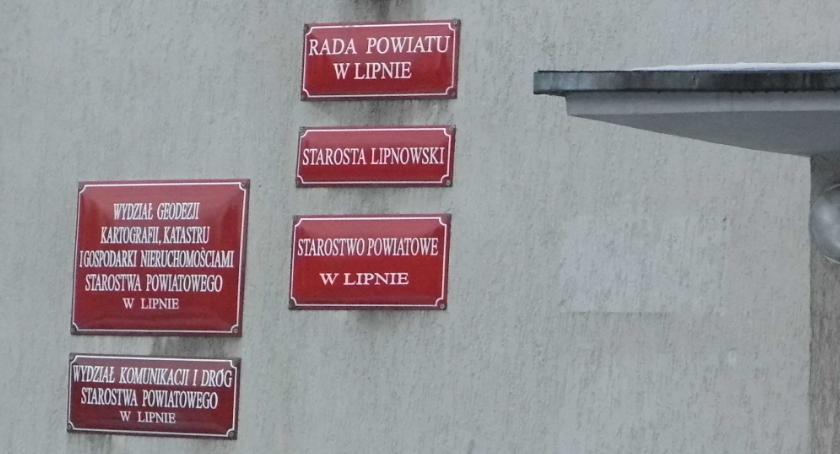 RADA POWIATU
W LIPNIE
STAROSTA LIPNOWSKI
STAROSTWO POWIATOWE
W LIPNIE
WYDZIAŁ GEODEZJI
KARTOGRAFII, KATASTRU
I GOSPODARKI NIERUCHOMOŚCIAMI
STAROSTWA POWIATOWEGO
W LIPNIE
WYDZIAŁ KOMUNIKACJI I DRÓG
STAROSTWA POWIATOWEGO
W LIPNIE